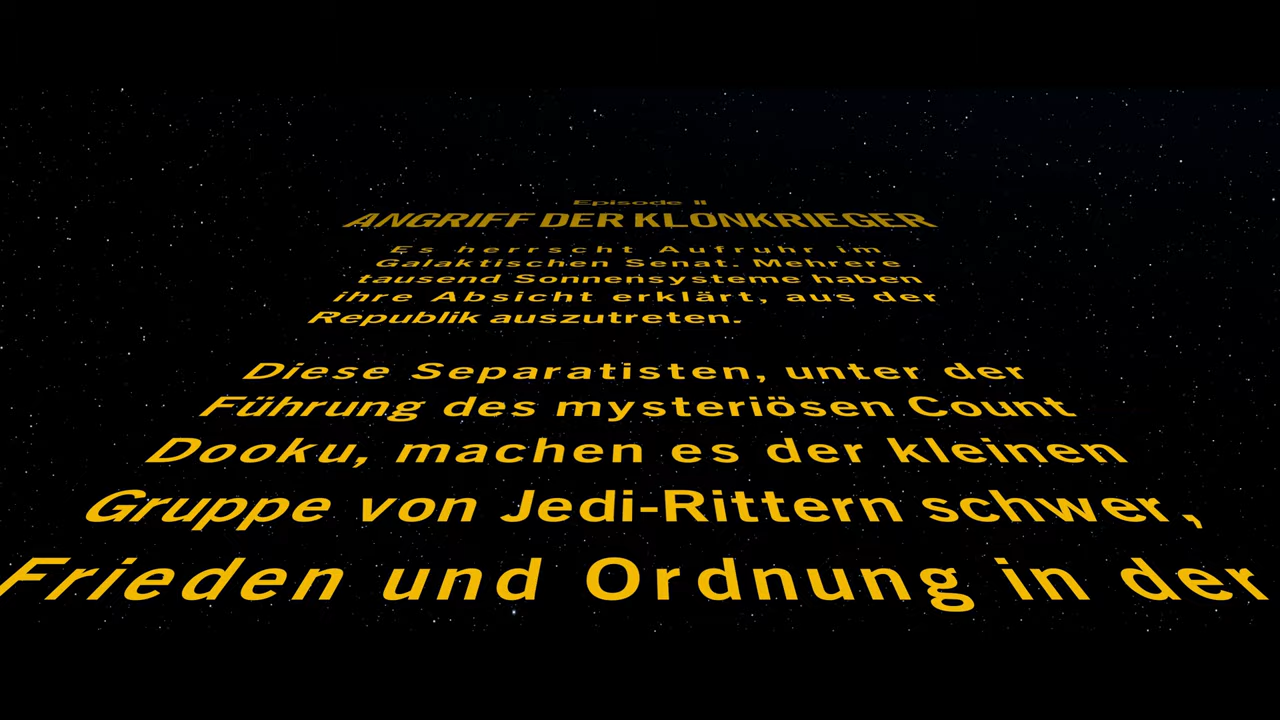 Episode II
ANGRIFF DER KLONKRIEGER
Es herrscht Aufruhr im
Galaktischen Senat. Mehrere
tausend Sonnensysteme haben
ihre Absicht erklärt, aus der
Republik auszutreten.
Diese Separatisten, unter der
Führung des mysteriösen Count
Dooku, machen es der kleinen
Gruppe von Jedi-Rittern schwer,
Frieden und Ordnung in der